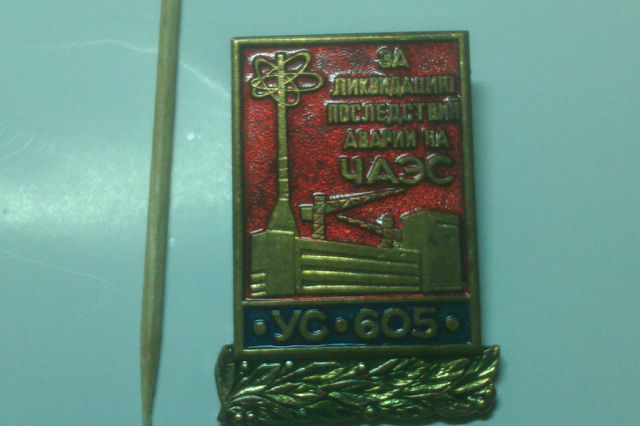 ЗА
ЛИКВИДАЦИЮ
ПОСЛЕДСТВИЙ
АВАРИИ НА
ЧАЭС
·УС·605·